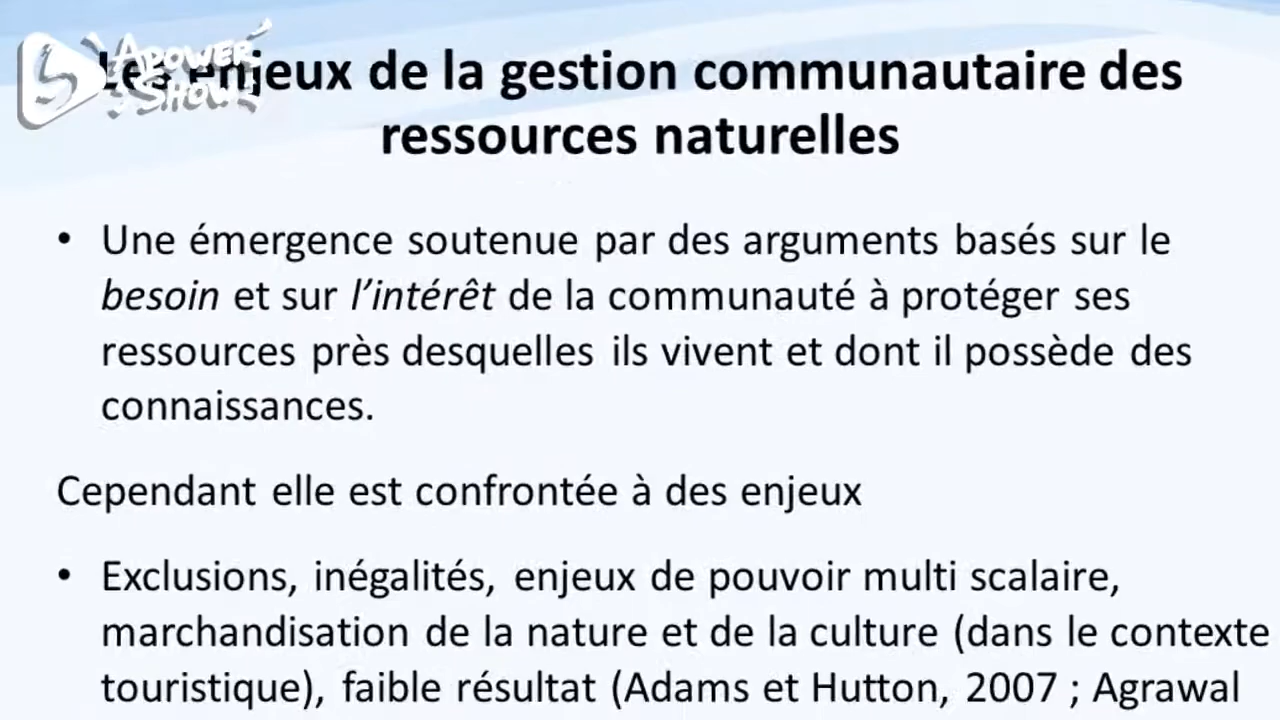 APOWER
SHOW
Les enjeux de la gestion communautaire des
ressources naturelles
• Une émergence soutenue par des arguments basés sur le
besoin et sur l’intérêt de la communauté à protéger ses
ressources près desquelles ils vivent et dont il possède des
connaissances.
Cependant elle est confrontée à des enjeux
• Exclusions, inégalités, enjeux de pouvoir multi scalaire,
marchandisation de la nature et de la culture (dans le contexte
touristique), faible résultat (Adams et Hutton, 2007 ; Agrawal